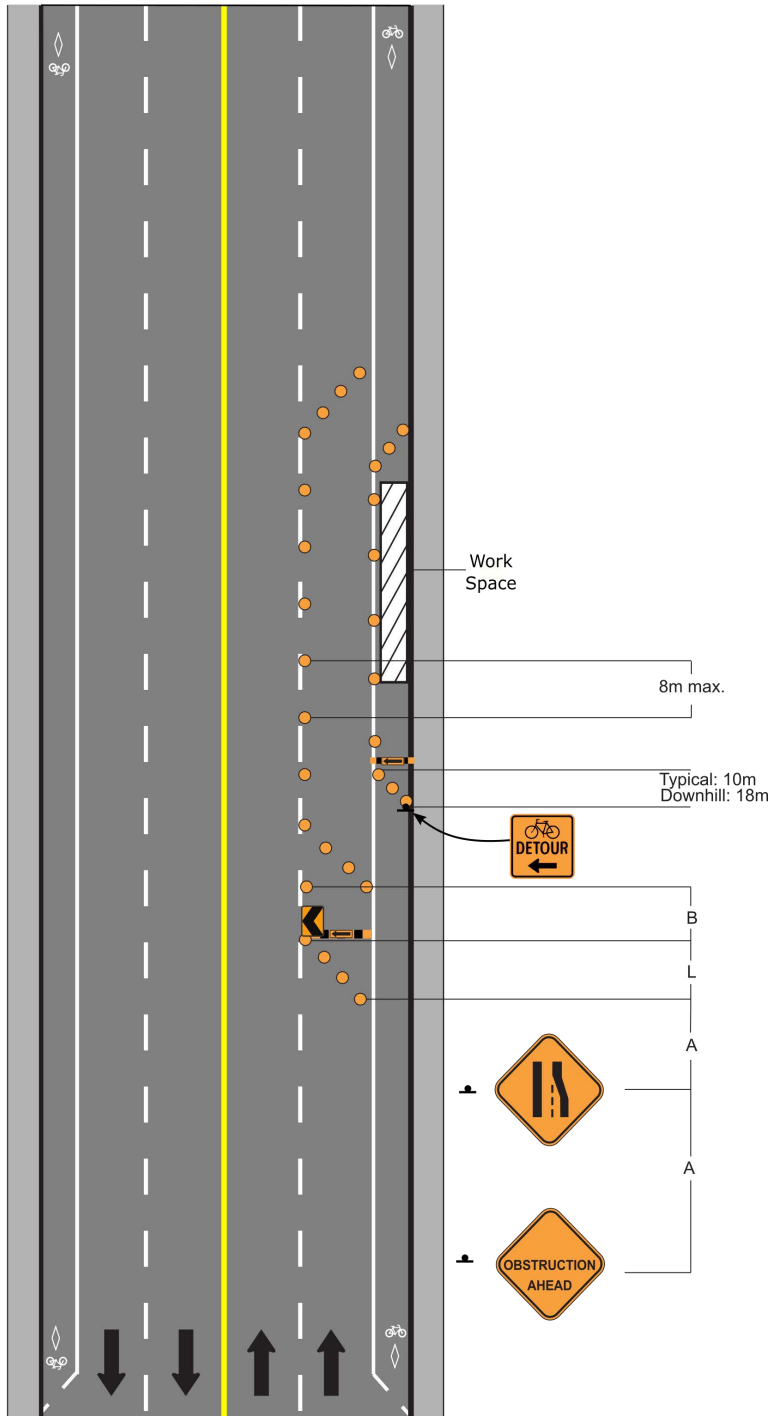 Work
Space
8m max.
Typical: 10m
Downhill: 18m
DETOUR
B
L
A
A
OBSTRUCTION
AHEAD